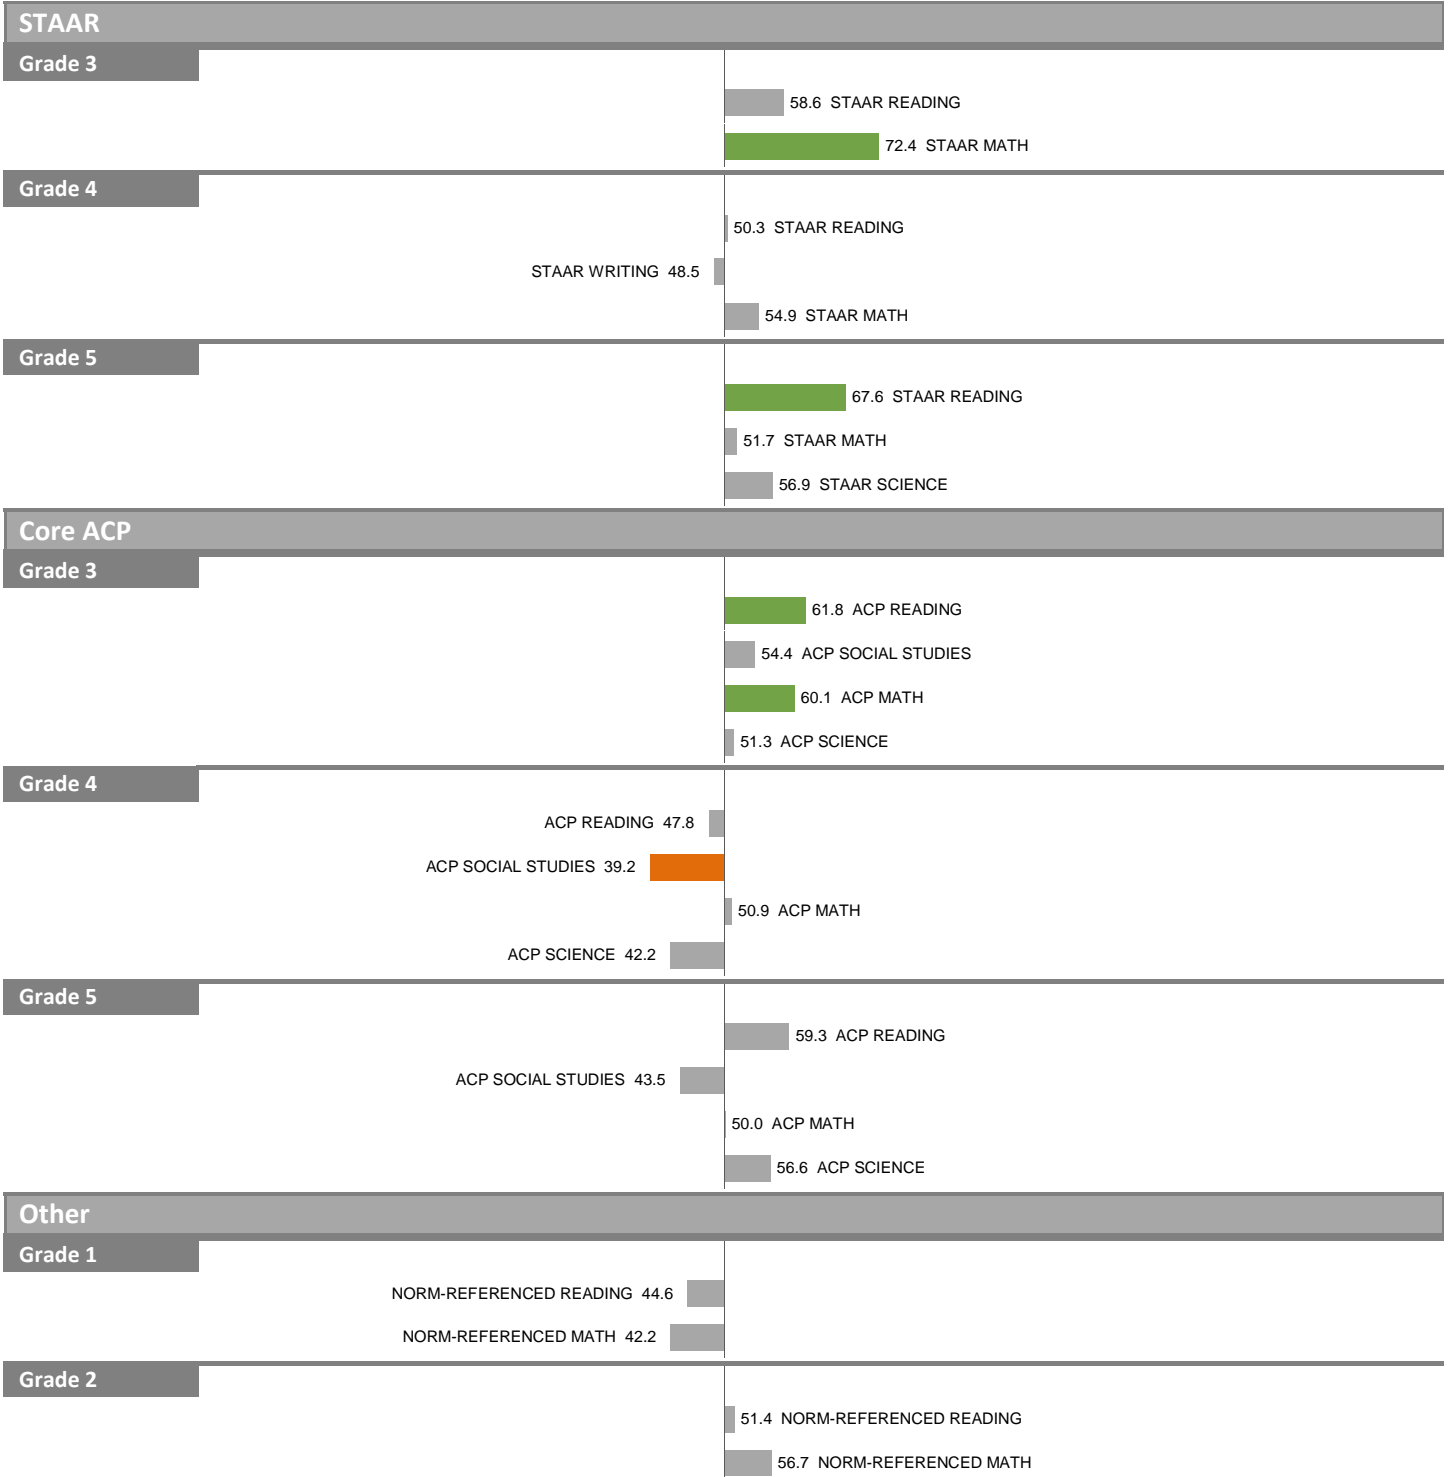 STAAR
Grade 3
58.6 STAAR READING
72.4 STAAR MATH
Grade 4
50.3 STAAR READING
STAAR WRITING 48.5
54.9 STAAR MATH
Grade 5
67.6 STAAR READING
51.7 STAAR MATH
56.9 STAAR SCIENCE
Core ACP
Grade 3
61.8 ACP READING
54.4 ACP SOCIAL STUDIES
60.1 ACP MATH
51.3 ACP SCIENCE
Grade 4
ACP READING 47.8
ACP SOCIAL STUDIES 39.2
50.9 ACP MATH
ACP SCIENCE 42.2
Grade 5
59.3 ACP READING
ACP SOCIAL STUDIES 43.5
50.0 ACP MATH
56.6 ACP SCIENCE
Other
Grade 1
NORM-REFERENCED READING 44.6
NORM-REFERENCED MATH 42.2
Grade 2
51.4 NORM-REFERENCED READING
56.7 NORM-REFERENCED MATH